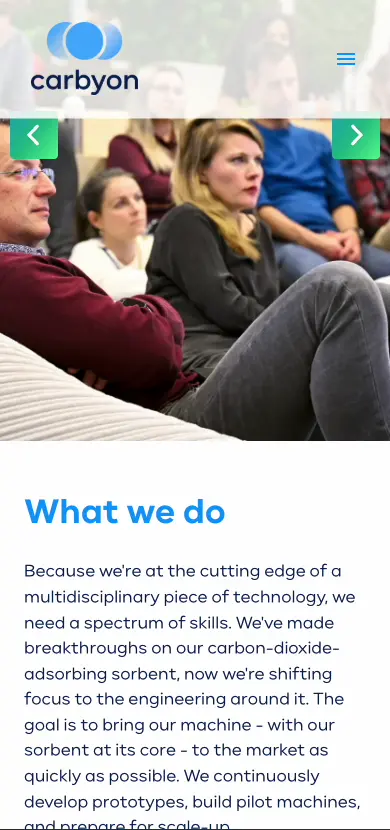 carbyon
What we do
Because we're at the cutting edge of a
multidisciplinary piece of technology, we
need a spectrum of skills. We've made
breakthroughs on our carbon-dioxide-
adsorbing sorbent, now we're shifting
focus to the engineering around it. The
goal is to bring our machine - with our
sorbent at its core - to the market as
quickly as possible. We continuously
develop prototypes, build pilot machines,
and prepare for scale-up